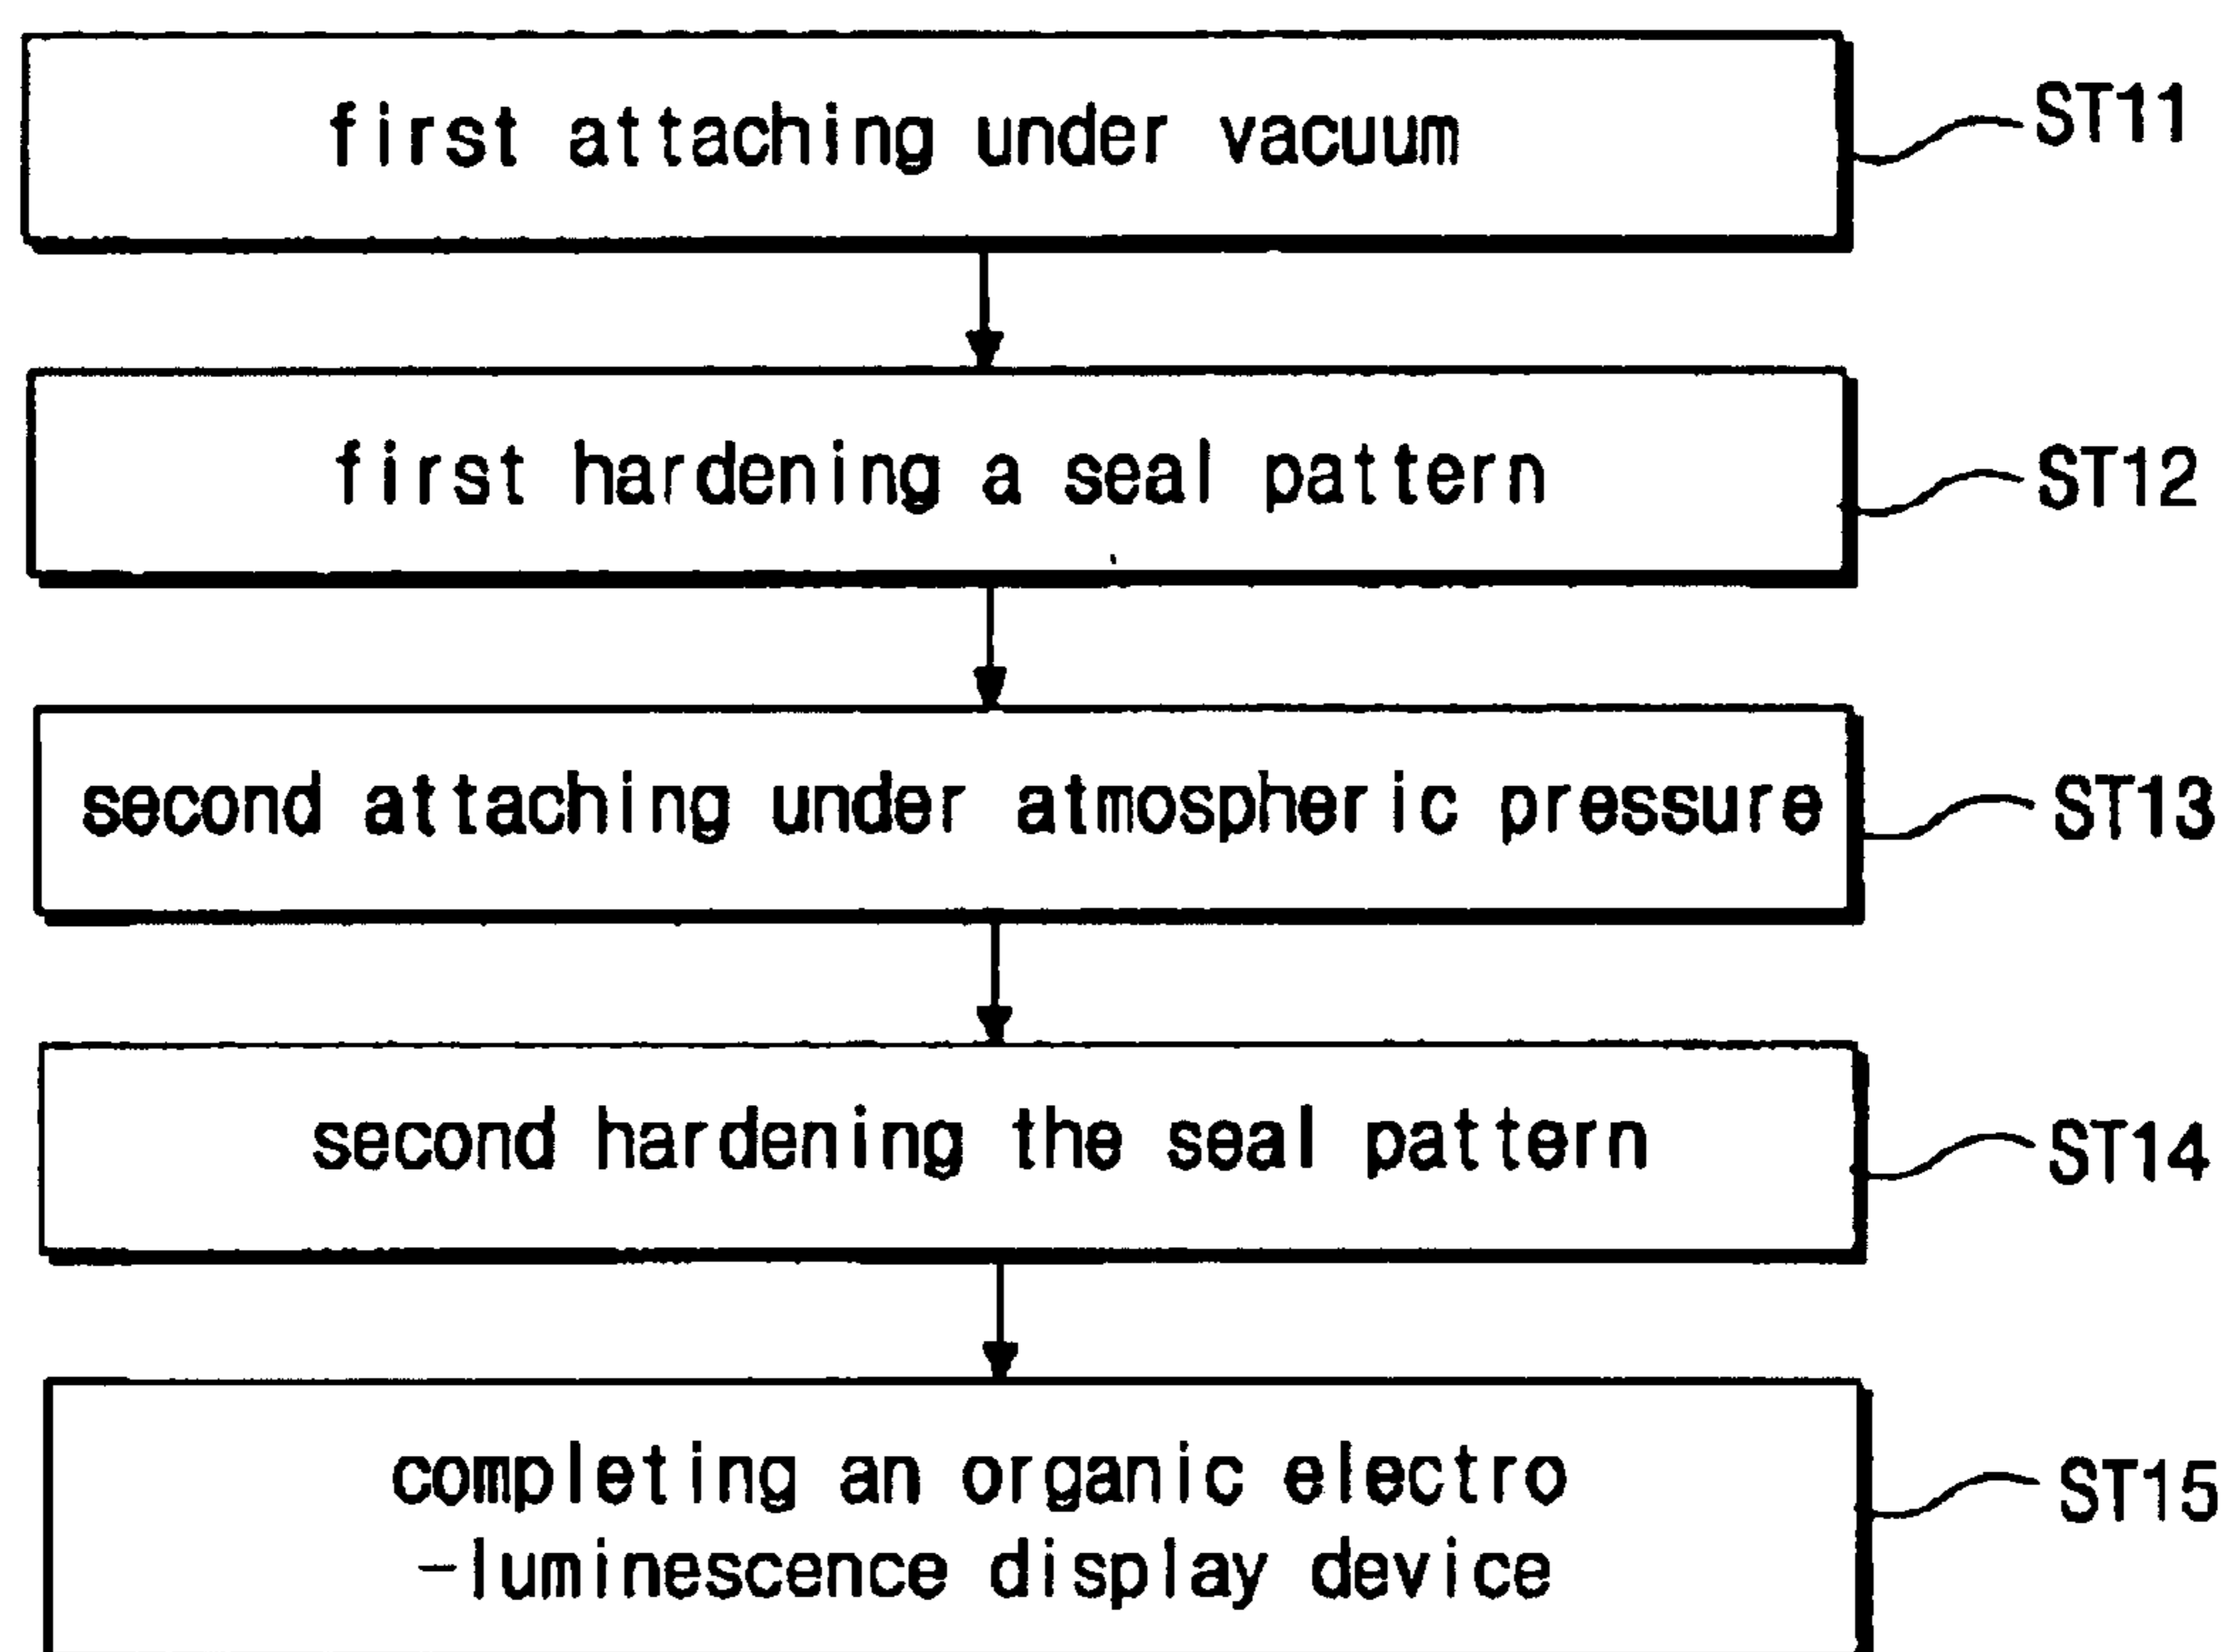 first attaching under vacuum
ST11
first hardening a seal pattern
ST12
second attaching under atmospheric pressure
ST13
second hardening the seal pattern
ST14
completing an organic electro
-luminescence display device
ST15